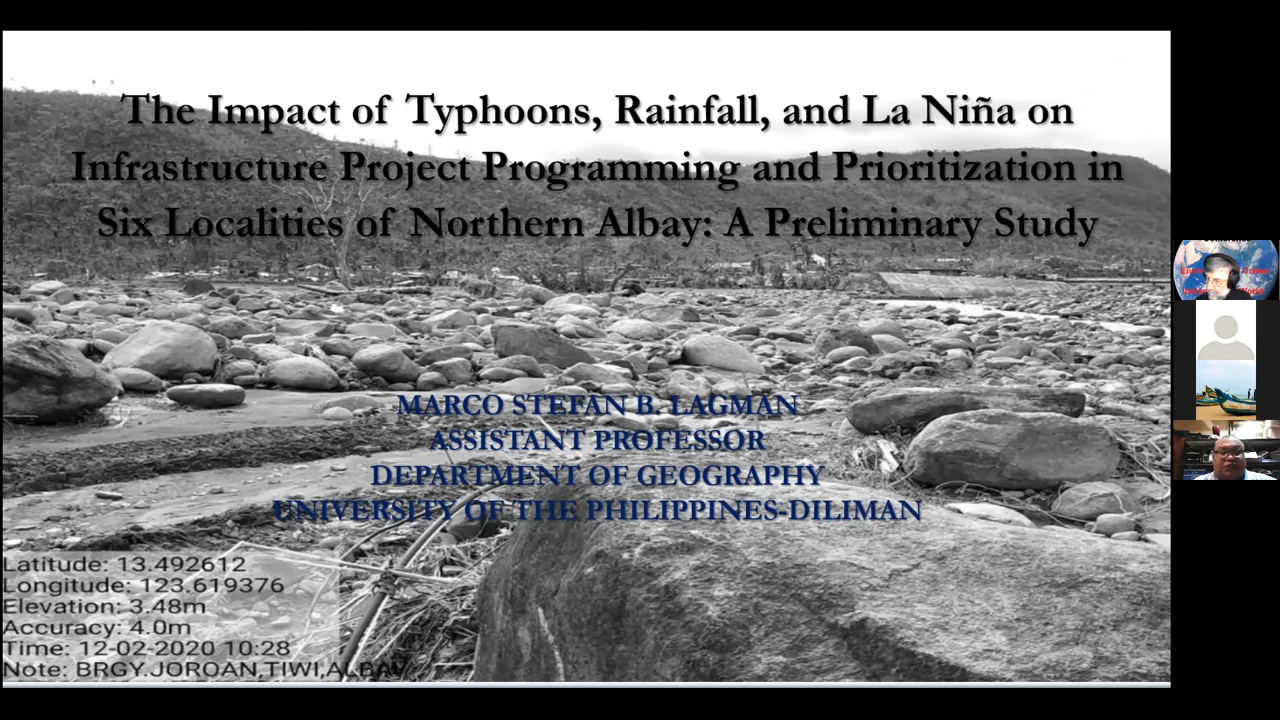 The Impact of Typhoons, Rainfall, and La Niña on
Infrastructure Project Programming and Prioritization in
Six Localities of Northern Albay: A Preliminary Study
MARCO STEFAN B. LAGMAN
ASSISTANT PROFESSOR
DEPARTMENT OF GEOGRAPHY
UNIVERSITY OF THE PHILIPPINES-DILIMAN
Latitude: 13.492612
Longitude: 123.619376
Elevation: 3.48m
Accuracy: 4.0m
Time: 12-02-2020 10:28
Note: BRGY.JOROAN,TIWI,ALBAY